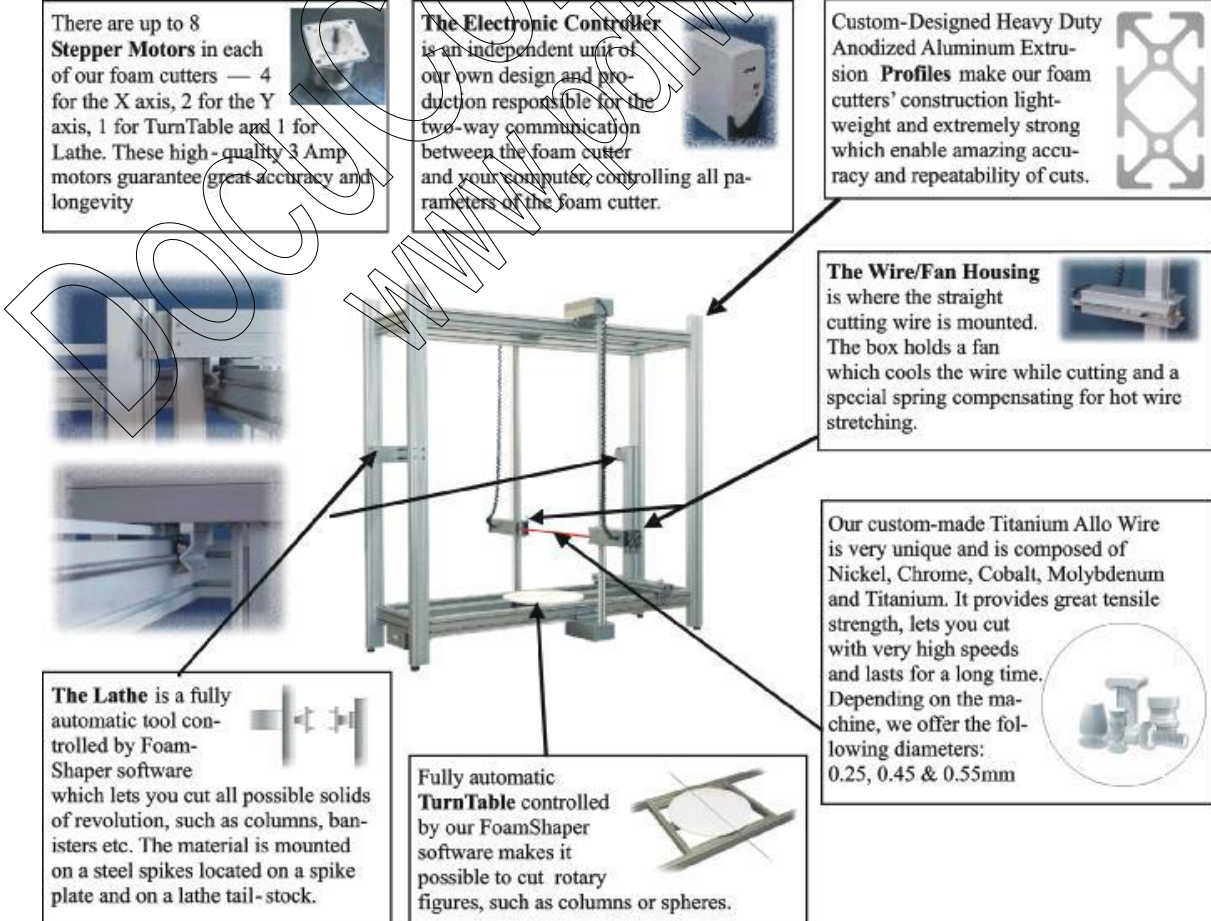 There are up to 8
Stepper Motors in each
of our foam cutters — 4
for the X axis, 2 for the Y
axis, 1 for TurnTable and 1 for
Lathe. These high-quality 3 Amp
motors guarantee great accuracy and
longevity
The Electronic Controller
is an independent unit of
our own design and pro-
duction responsible for the
two-way communication
between the foam cutter
and your computer, controlling all pa-
rameters of the foam cutter.
Custom-Designed Heavy Duty
Anodized Aluminum Extru-
sion Profiles make our foam
cutters' construction light-
weight and extremely strong
which enable amazing accu-
racy and repeatability of cuts.
The Wire/Fan Housing
is where the straight
cutting wire is mounted.
The box holds a fan
which cools the wire while cutting and a
special spring compensating for hot wire
stretching.
Our custom-made Titanium Allo Wire
is very unique and is composed of
Nickel, Chrome, Cobalt, Molybdenum
and Titanium. It provides great tensile
strength, lets you cut
with very high speeds
and lasts for a long time.
Depending on the ma-
chine, we offer the fol-
lowing diameters:
0.25, 0.45 & 0.55mm
The Lathe is a fully
automatic tool con-
trolled by Foam-
Shaper software
which lets you cut all possible solids
of revolution, such as columns, ban-
isters etc. The material is mounted
on a steel spikes located on a spike
plate and on a lathe tail-stock.
Fully automatic
TurnTable controlled
by our FoamShaper
software makes it
possible to cut rotary
figures, such as columns or spheres.